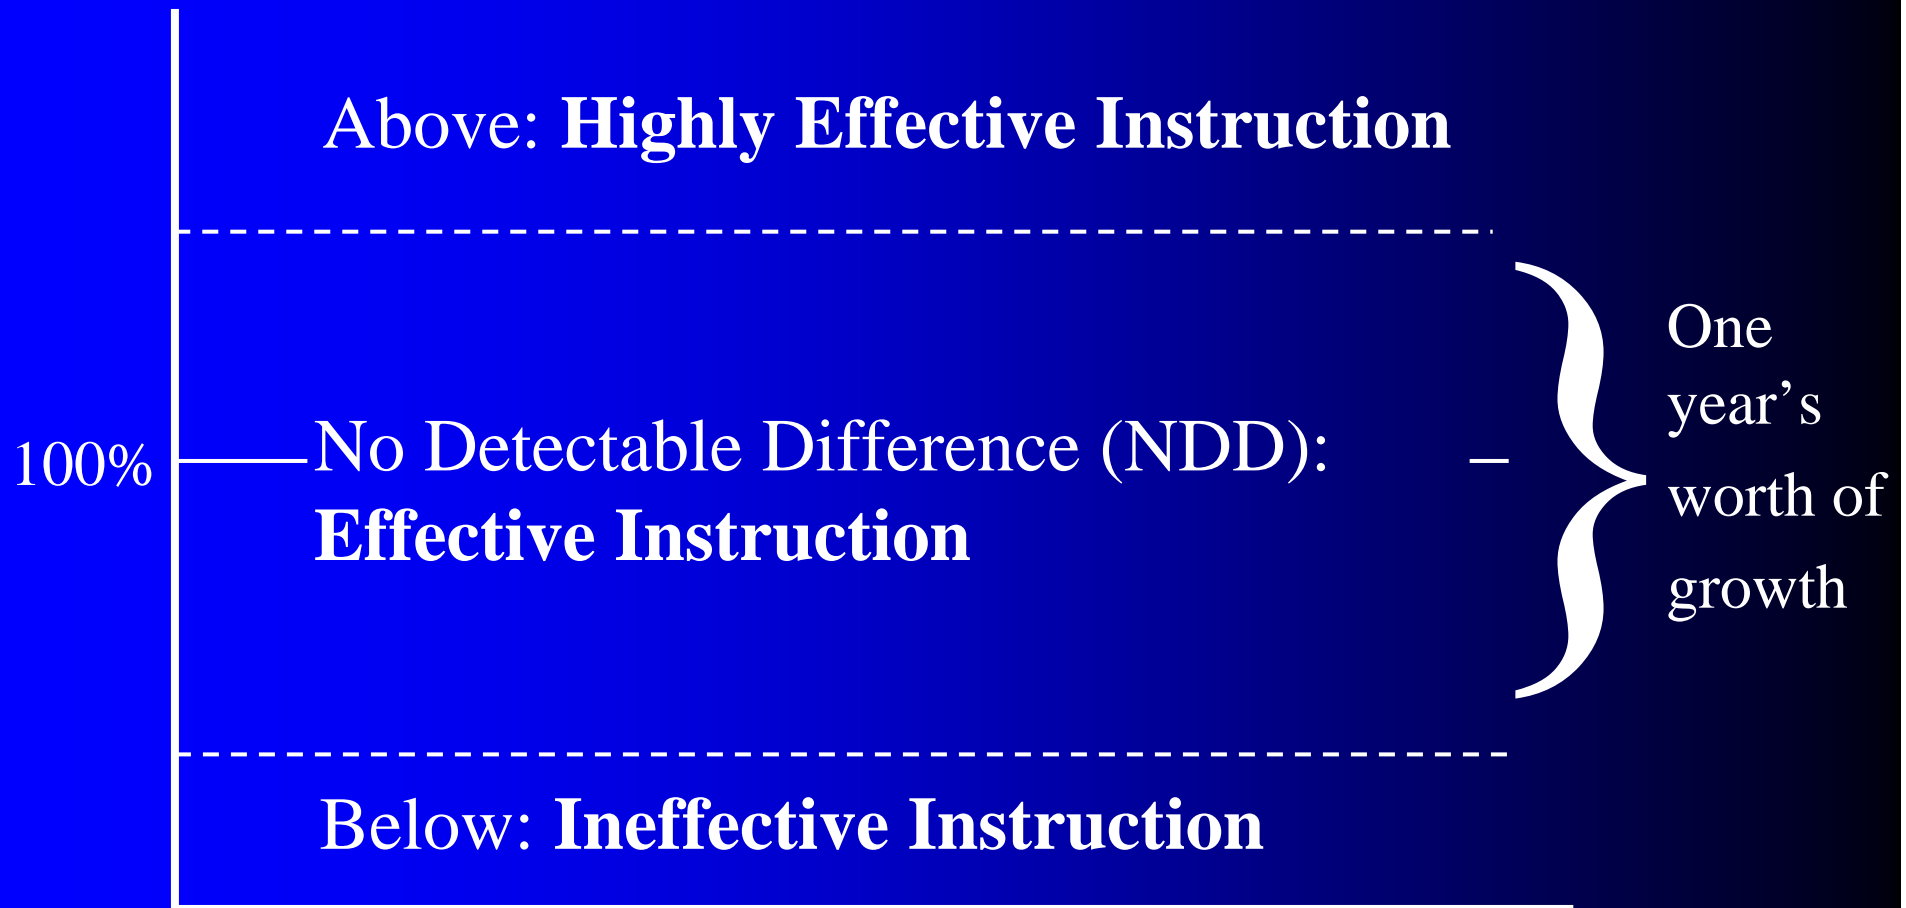 Above: Highly Effective Instruction
100%
No Detectable Difference (NDD): –
Effective Instruction
One
year’s
worth of
growth
Below: Ineffective Instruction